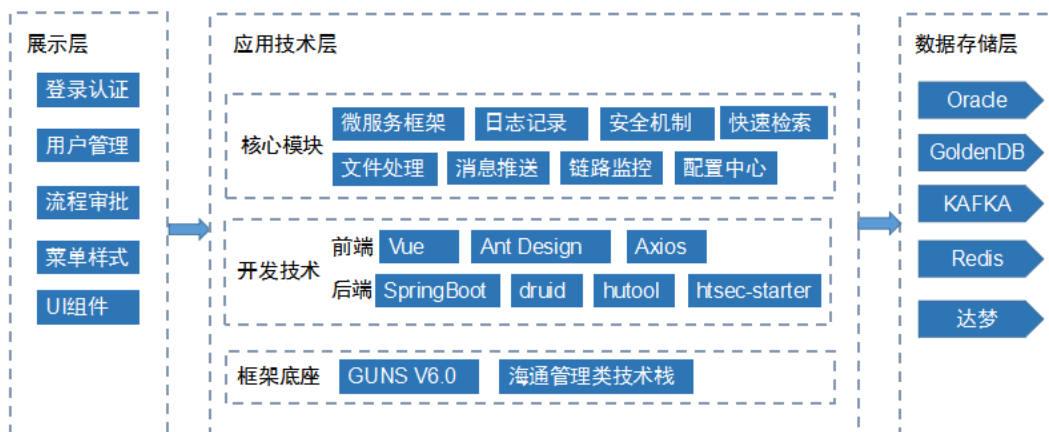 展示层
登录认证
用户管理
流程审批
菜单样式
UI组件
应用技术层
核心模块
微服务框架 日志记录 安全机制 快速检索
文件处理 消息推送 链路监控 配置中心
开发技术
前端 Vue Ant Design Axios
后端 SpringBoot druid hutool htsec-starter
框架底座 GUNS V6.0 海通管理类技术栈
数据存储层
Oracle
GoldenDB
KAFKA
Redis
达梦